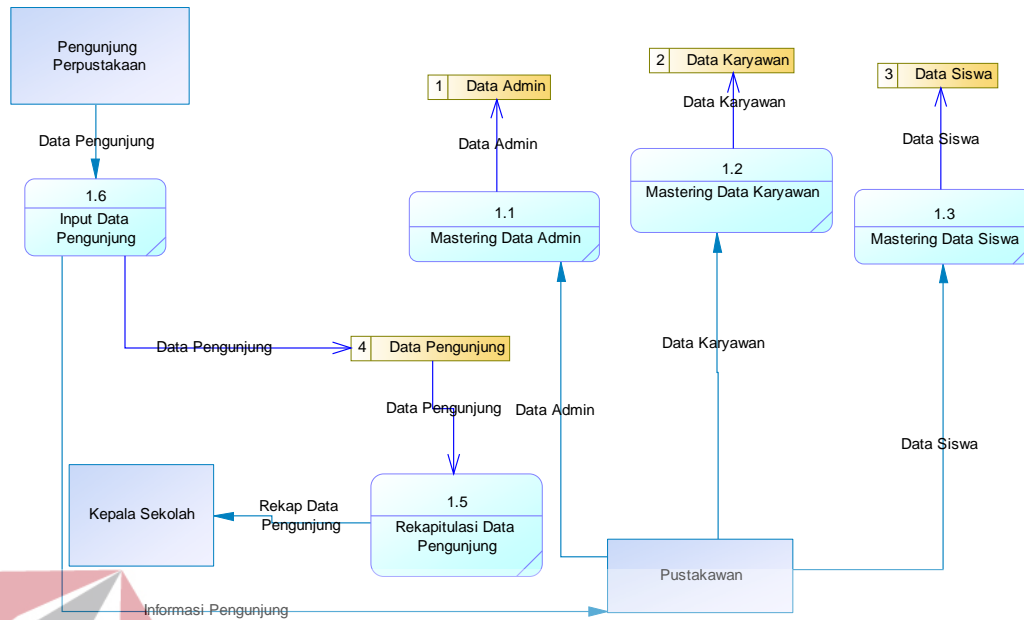 Pengunjung
Perpustakaan
1 Data Admin
2 Data Karyawan
3 Data Siswa
Data Pengunjung
Data Admin
Data Karyawan
Data Siswa
1.6
Input Data
Pengunjung
1.1
Mastering Data Admin
1.2
Mastering Data Karyawan
1.3
Mastering Data Siswa
Data Pengunjung
4 Data Pengunjung
Data Karyawan
Data Pengunjung
Data Admin
Data Siswa
Kepala Sekolah
Rekap Data
Pengunjung
1.5
Rekapitulasi Data
Pengunjung
Pustakawan
Informasi Pengunjung